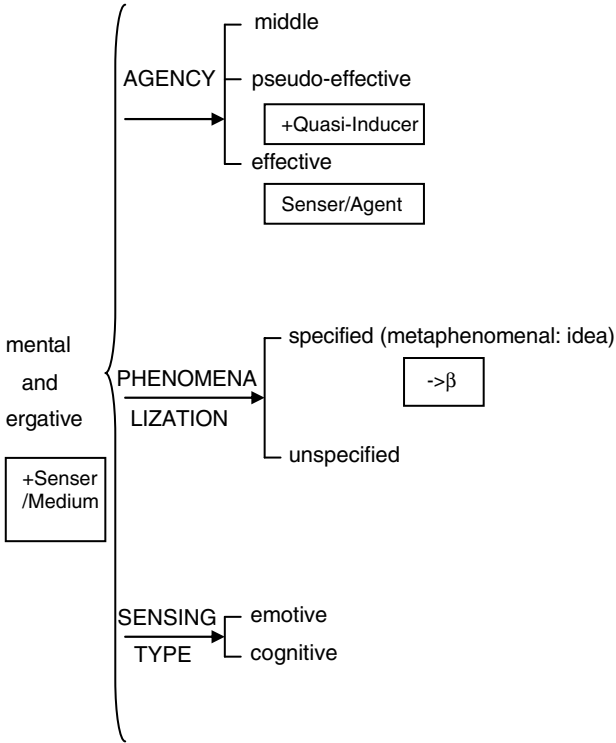 middle
AGENCY
pseudo-effective
+Quasi-Inducer
effective
Senser/Agent
mental
and
ergative
+Senser
/Medium
specified (metaphenomenal: idea)
->β
PHENOMENA
LIZATION
unspecified
SENSING
TYPE
emotive
cognitive